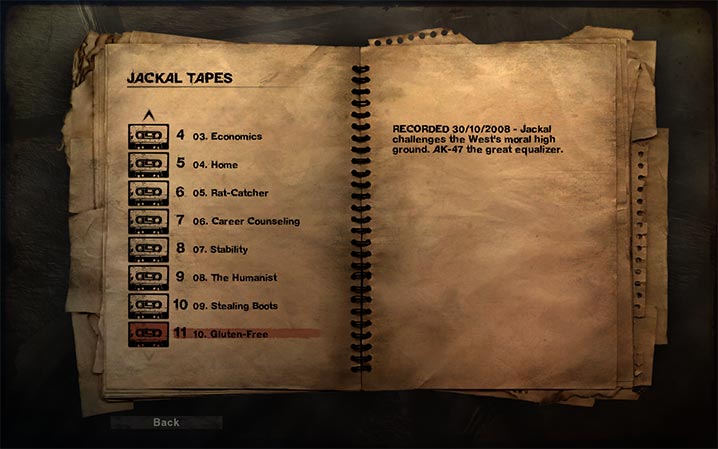 JACKAL TAPES
4 03. Economics
5 04. Home
6 05. Rat-Catcher
7 06. Career Counseling
8 07. Stability
9 08. The Humanist
10 09. Stealing Boots
11 10. Gluten-Free
RECORDED 30/10/2008 - Jackal
challenges the West's moral high
ground. AK-47 the great equalizer.
Back